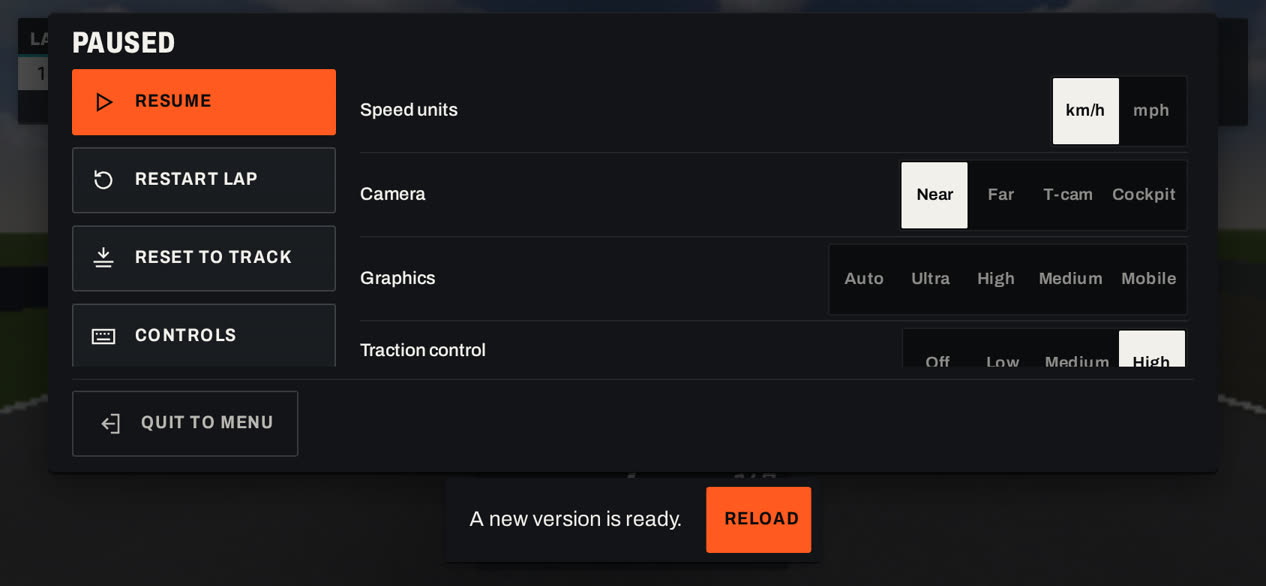 PAUSED
RESUME
RESTART LAP
RESET TO TRACK
CONTROLS
QUIT TO MENU
Speed units km/h mph
Camera Near Far T-cam Cockpit
Graphics Auto Ultra High Medium Mobile
Traction control Off Low Medium High
A new version is ready. RELOAD